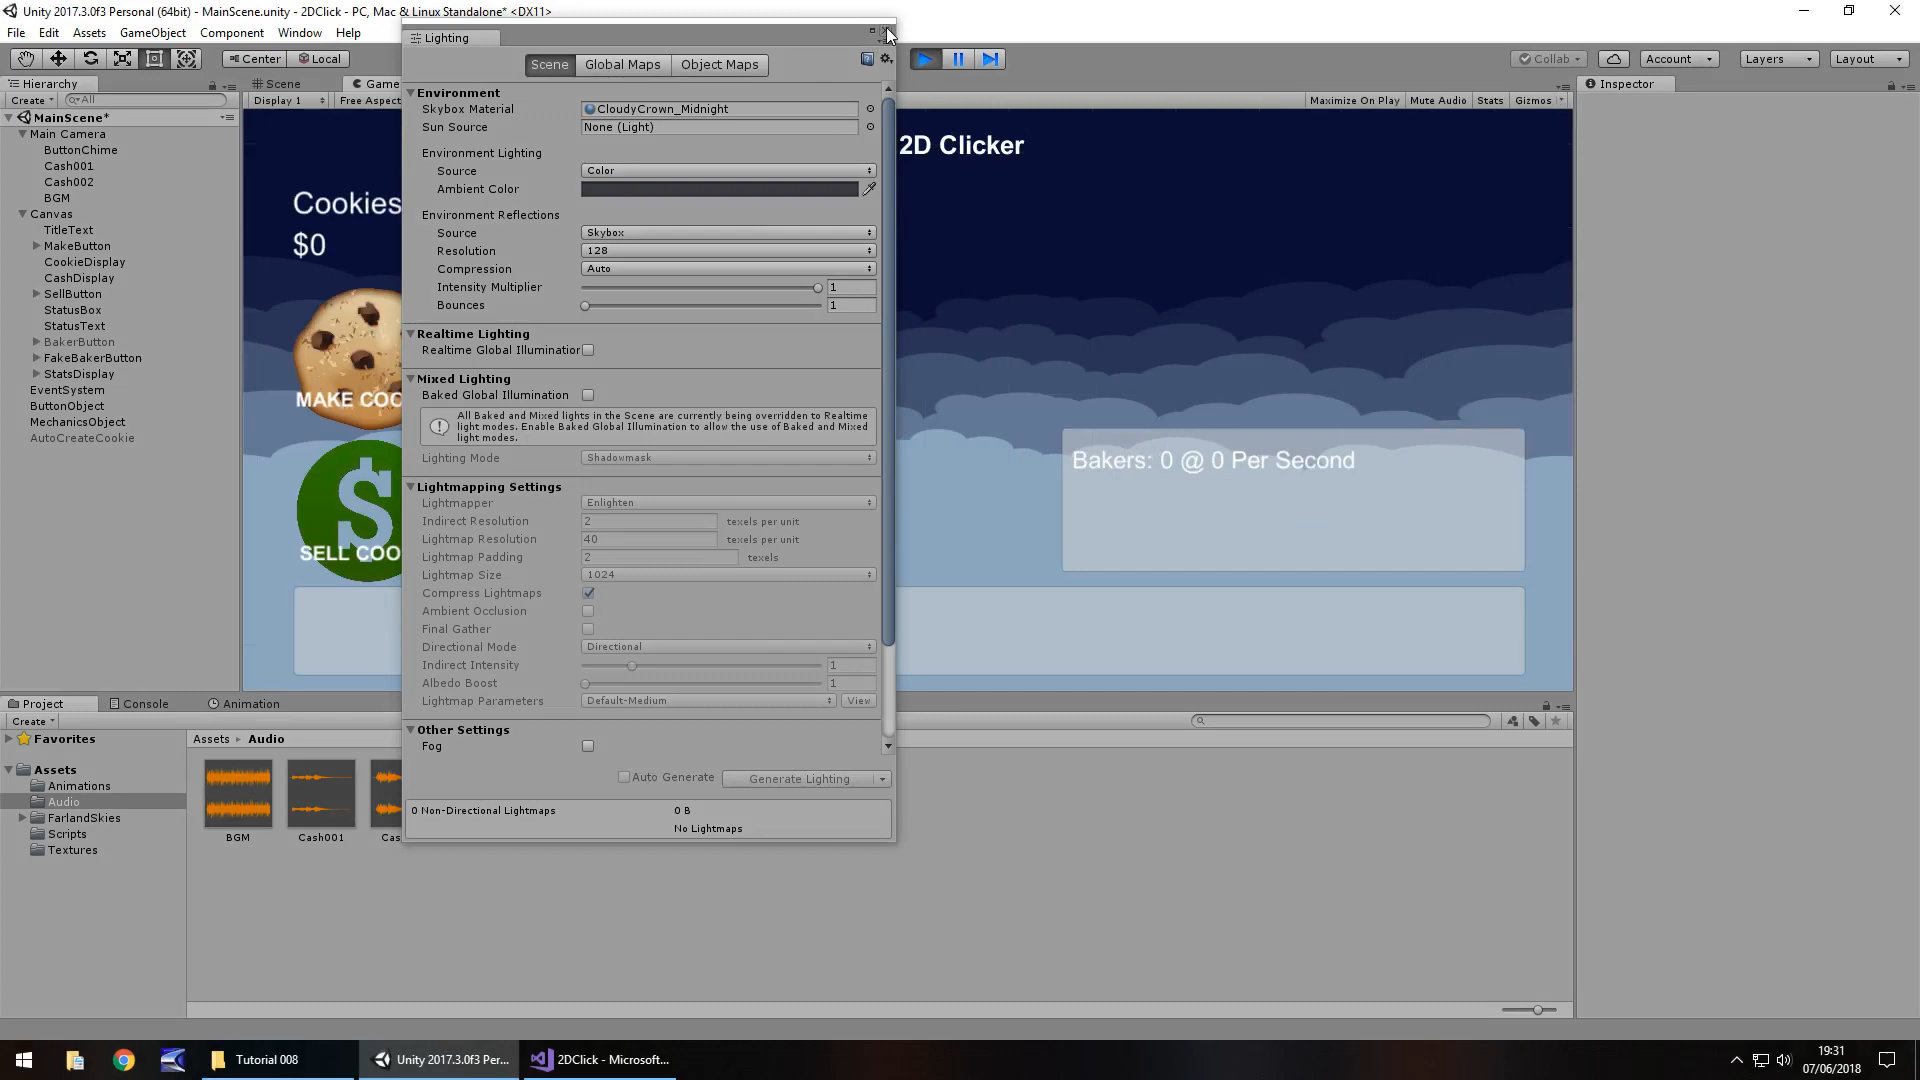 Unity 2017.3.0f3 Personal (64bit) - MainScene.unity - 2DClick - PC, Mac & Linux Standalone* <DX11>
File Edit Assets GameObject Component Window Help
Center Local
Collab Account Layers Layout
Hierarchy
Create All
MainScene*
Main Camera
ButtonChime
Cash001
Cash002
BGM
Canvas
TitleText
MakeButton
CookieDisplay
CashDisplay
SellButton
StatusBox
StatusText
BakerButton
FakeBakerButton
StatsDisplay
EventSystem
ButtonObject
MechanicsObject
AutoCreateCookie
Scene Game
Display 1 Free Aspect
Maximize On Play Mute Audio Stats Gizmos
2D Clicker
Cookies
$0
MAKE COO
SELL COO
Bakers: 0 @ 0 Per Second
Lighting
Scene Global Maps Object Maps
Environment
Skybox Material CloudyCrown_Midnight
Sun Source None (Light)
Environment Lighting
Source Color
Ambient Color
Environment Reflections
Source Skybox
Resolution 128
Compression Auto
Intensity Multiplier 1
Bounces 1
Realtime Lighting
Realtime Global Illumination
Mixed Lighting
Baked Global Illumination
All Baked and Mixed lights in the Scene are currently being overridden to Realtime
light modes. Enable Baked Global Illumination to allow the use of Baked and Mixed
light modes.
Lighting Mode Shadowmask
Lightmapping Settings
Lightmapper Enlighten
Indirect Resolution 2 texels per unit
Lightmap Resolution 40 texels per unit
Lightmap Padding 2 texels
Lightmap Size 1024
Compress Lightmaps
Ambient Occlusion
Final Gather
Directional Mode Directional
Indirect Intensity 1
Albedo Boost 1
Lightmap Parameters Default-Medium View
Other Settings
Fog
Auto Generate Generate Lighting
0 Non-Directional Lightmaps 0 B
No Lightmaps
Inspector
Project Console Animation
Create
Favorites
Assets
Animations
Audio
FarlandSkies
Scripts
Textures
Assets Audio
BGM Cash001 Cas
Tutorial 008 Unity 2017.3.0f3 Per... 2DClick - Microsoft...
19:31
07/06/2018